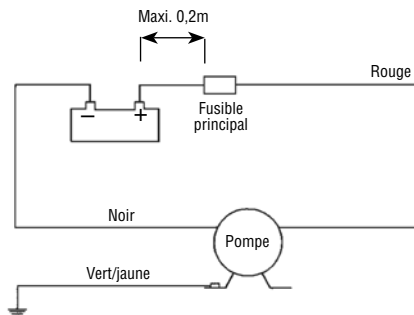 Maxi. 0,2m
Rouge
Fusible
principal
− +
Noir
Pompe
Vert/jaune